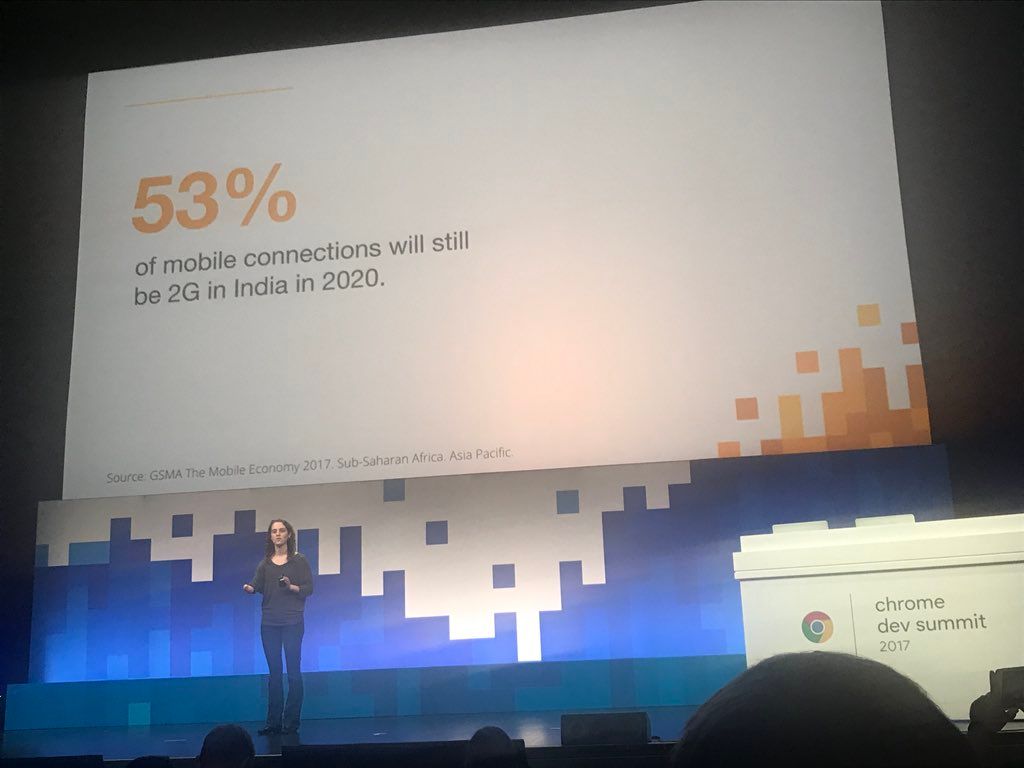 53%
of mobile connections will still
be 2G in India in 2020.
Source: GSMA The Mobile Economy 2017. Sub-Saharan Africa. Asia Pacific.
chrome
dev summit
2017